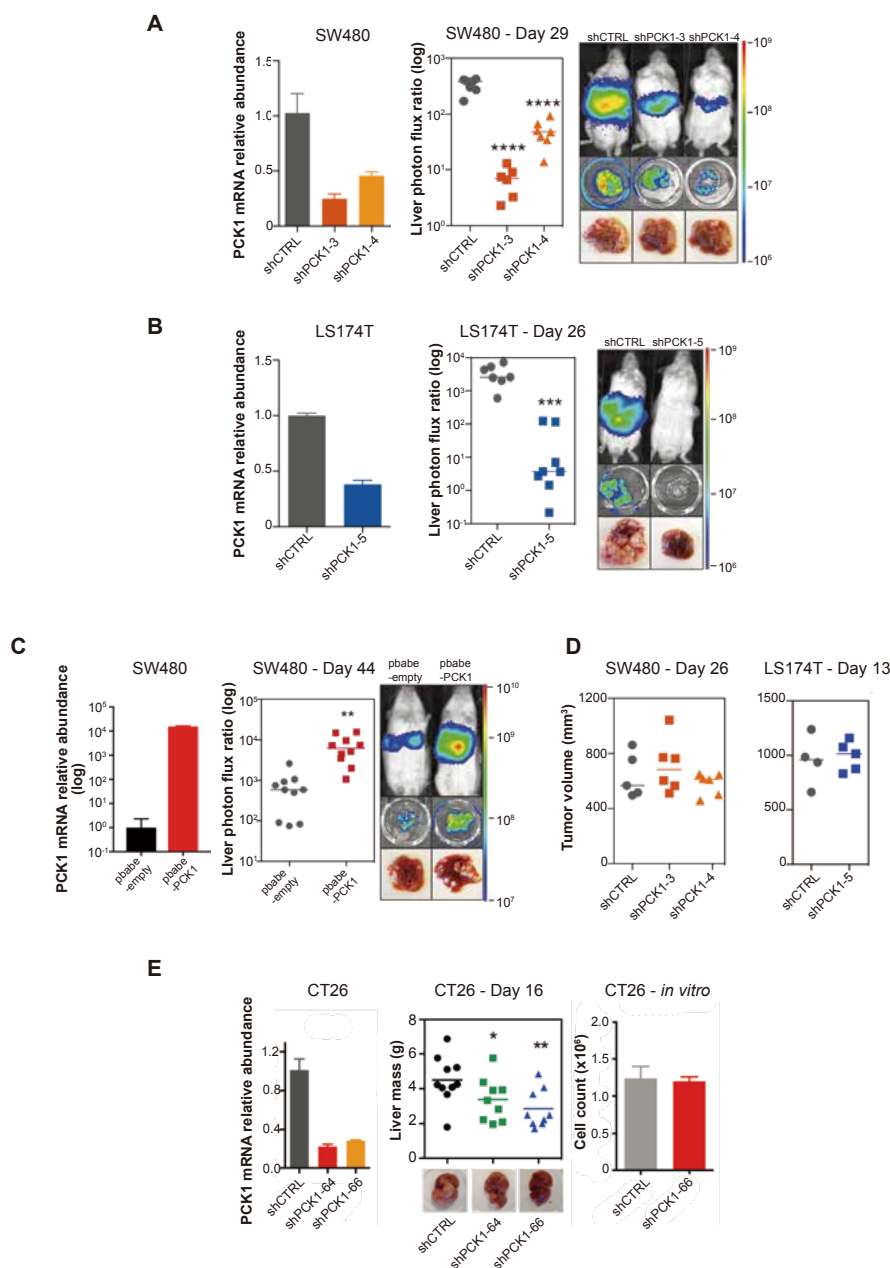 A
SW480
PCK1 mRNA relative abundance
1.5
1.0
0.5
0
shCTRL
shPCK1-3
shPCK1-4
SW480 - Day 29
Liver photon flux ratio (log)
10³
10²
10¹
10⁰
****
****
shCTRL
shPCK1-3
shPCK1-4
shCTRL shPCK1-3 shPCK1-4
10⁹
10⁸
10⁷
10⁶
B
LS174T
PCK1 mRNA relative abundance
1.5
1.0
0.5
0
shCTRL
shPCK1-5
LS174T - Day 26
Liver photon flux ratio (log)
10⁴
10³
10²
10¹
10⁰
10⁻¹
***
shCTRL
shPCK1-5
shCTRL shPCK1-5
10⁹
10⁸
10⁷
10⁶
C
SW480
PCK1 mRNA relative abundance
(log)
10⁵
10⁴
10³
10²
10¹
10⁰
10⁻¹
pbabe
-empty
pbabe
-PCK1
SW480 - Day 44
Liver photon flux ratio (log)
10⁵
10⁴
10³
10²
10¹
**
pbabe
-empty
pbabe
-PCK1
pbabe
-empty
pbabe
-PCK1
10¹⁰
10⁹
10⁸
10⁷
D
SW480 - Day 26
Tumor volume (mm³)
1200
800
400
0
shCTRL
shPCK1-3
shPCK1-4
LS174T - Day 13
1500
1000
500
0
shCTRL
shPCK1-5
E
CT26
PCK1 mRNA relative abundance
1.2
0.8
0.4
0.0
shCTRL
shPCK1-64
shPCK1-66
CT26 - Day 16
Liver mass (g)
8
6
4
2
0
*
**
shCTRL
shPCK1-64
shPCK1-66
CT26 - in vitro
Cell count (x10⁶)
2.0
1.5
1.0
0.5
0.0
shCTRL
shPCK1-66